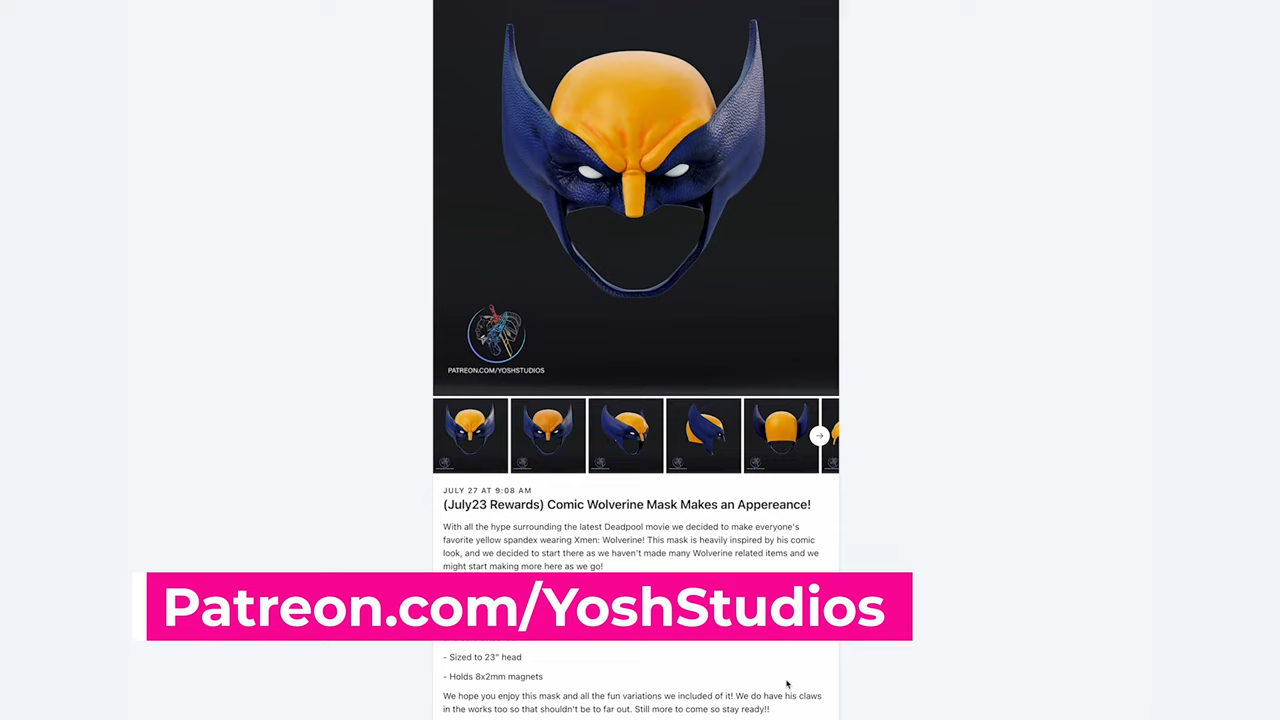 PATREON.COM/YOSHSTUDIOS
JULY 27 AT 9:08 AM
(July23 Rewards) Comic Wolverine Mask Makes an Appereance!
With all the hype surrounding the latest Deadpool movie we decided to make everyone's
favorite yellow spandex wearing Xmen: Wolverine! This mask is heavily inspired by his comic
look, and we decided to start there as we haven't made many Wolverine related items and we
might start making more here as we go!
Patreon.com/YoshStudios
- Sized to 23" head
- Holds 8x2mm magnets
We hope you enjoy this mask and all the fun variations we included of it! We do have his claws
in the works too so that shouldn't be to far out. Still more to come so stay ready!!